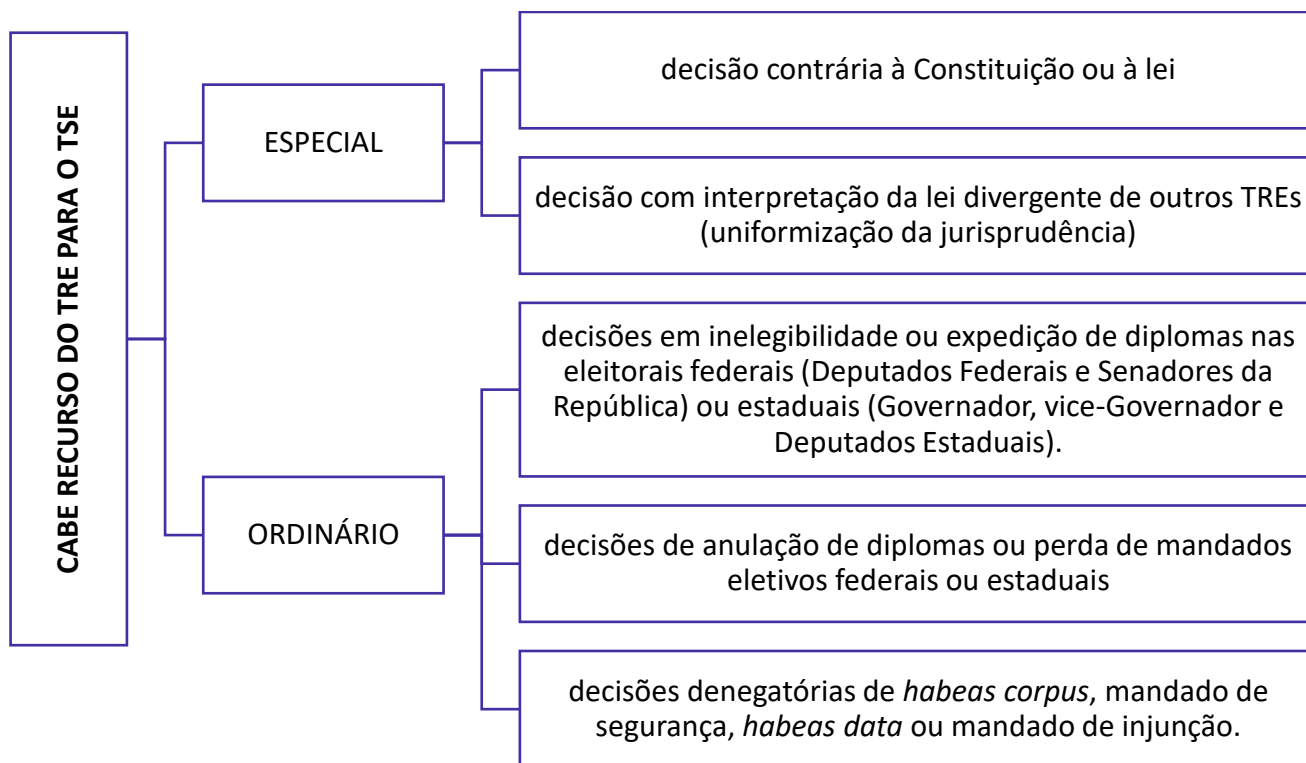 CABE RECURSO DO TRE PARA O TSE
ESPECIAL
decisão contrária à Constituição ou à lei
decisão com interpretação da lei divergente de outros TREs
(uniformização da jurisprudência)
ORDINÁRIO
decisões em inelegibilidade ou expedição de diplomas nas
eleitorais federais (Deputados Federais e Senadores da
República) ou estaduais (Governador, vice-Governador e
Deputados Estaduais).
decisões de anulação de diplomas ou perda de mandados
eletivos federais ou estaduais
decisões denegatórias de habeas corpus, mandado de
segurança, habeas data ou mandado de injunção.